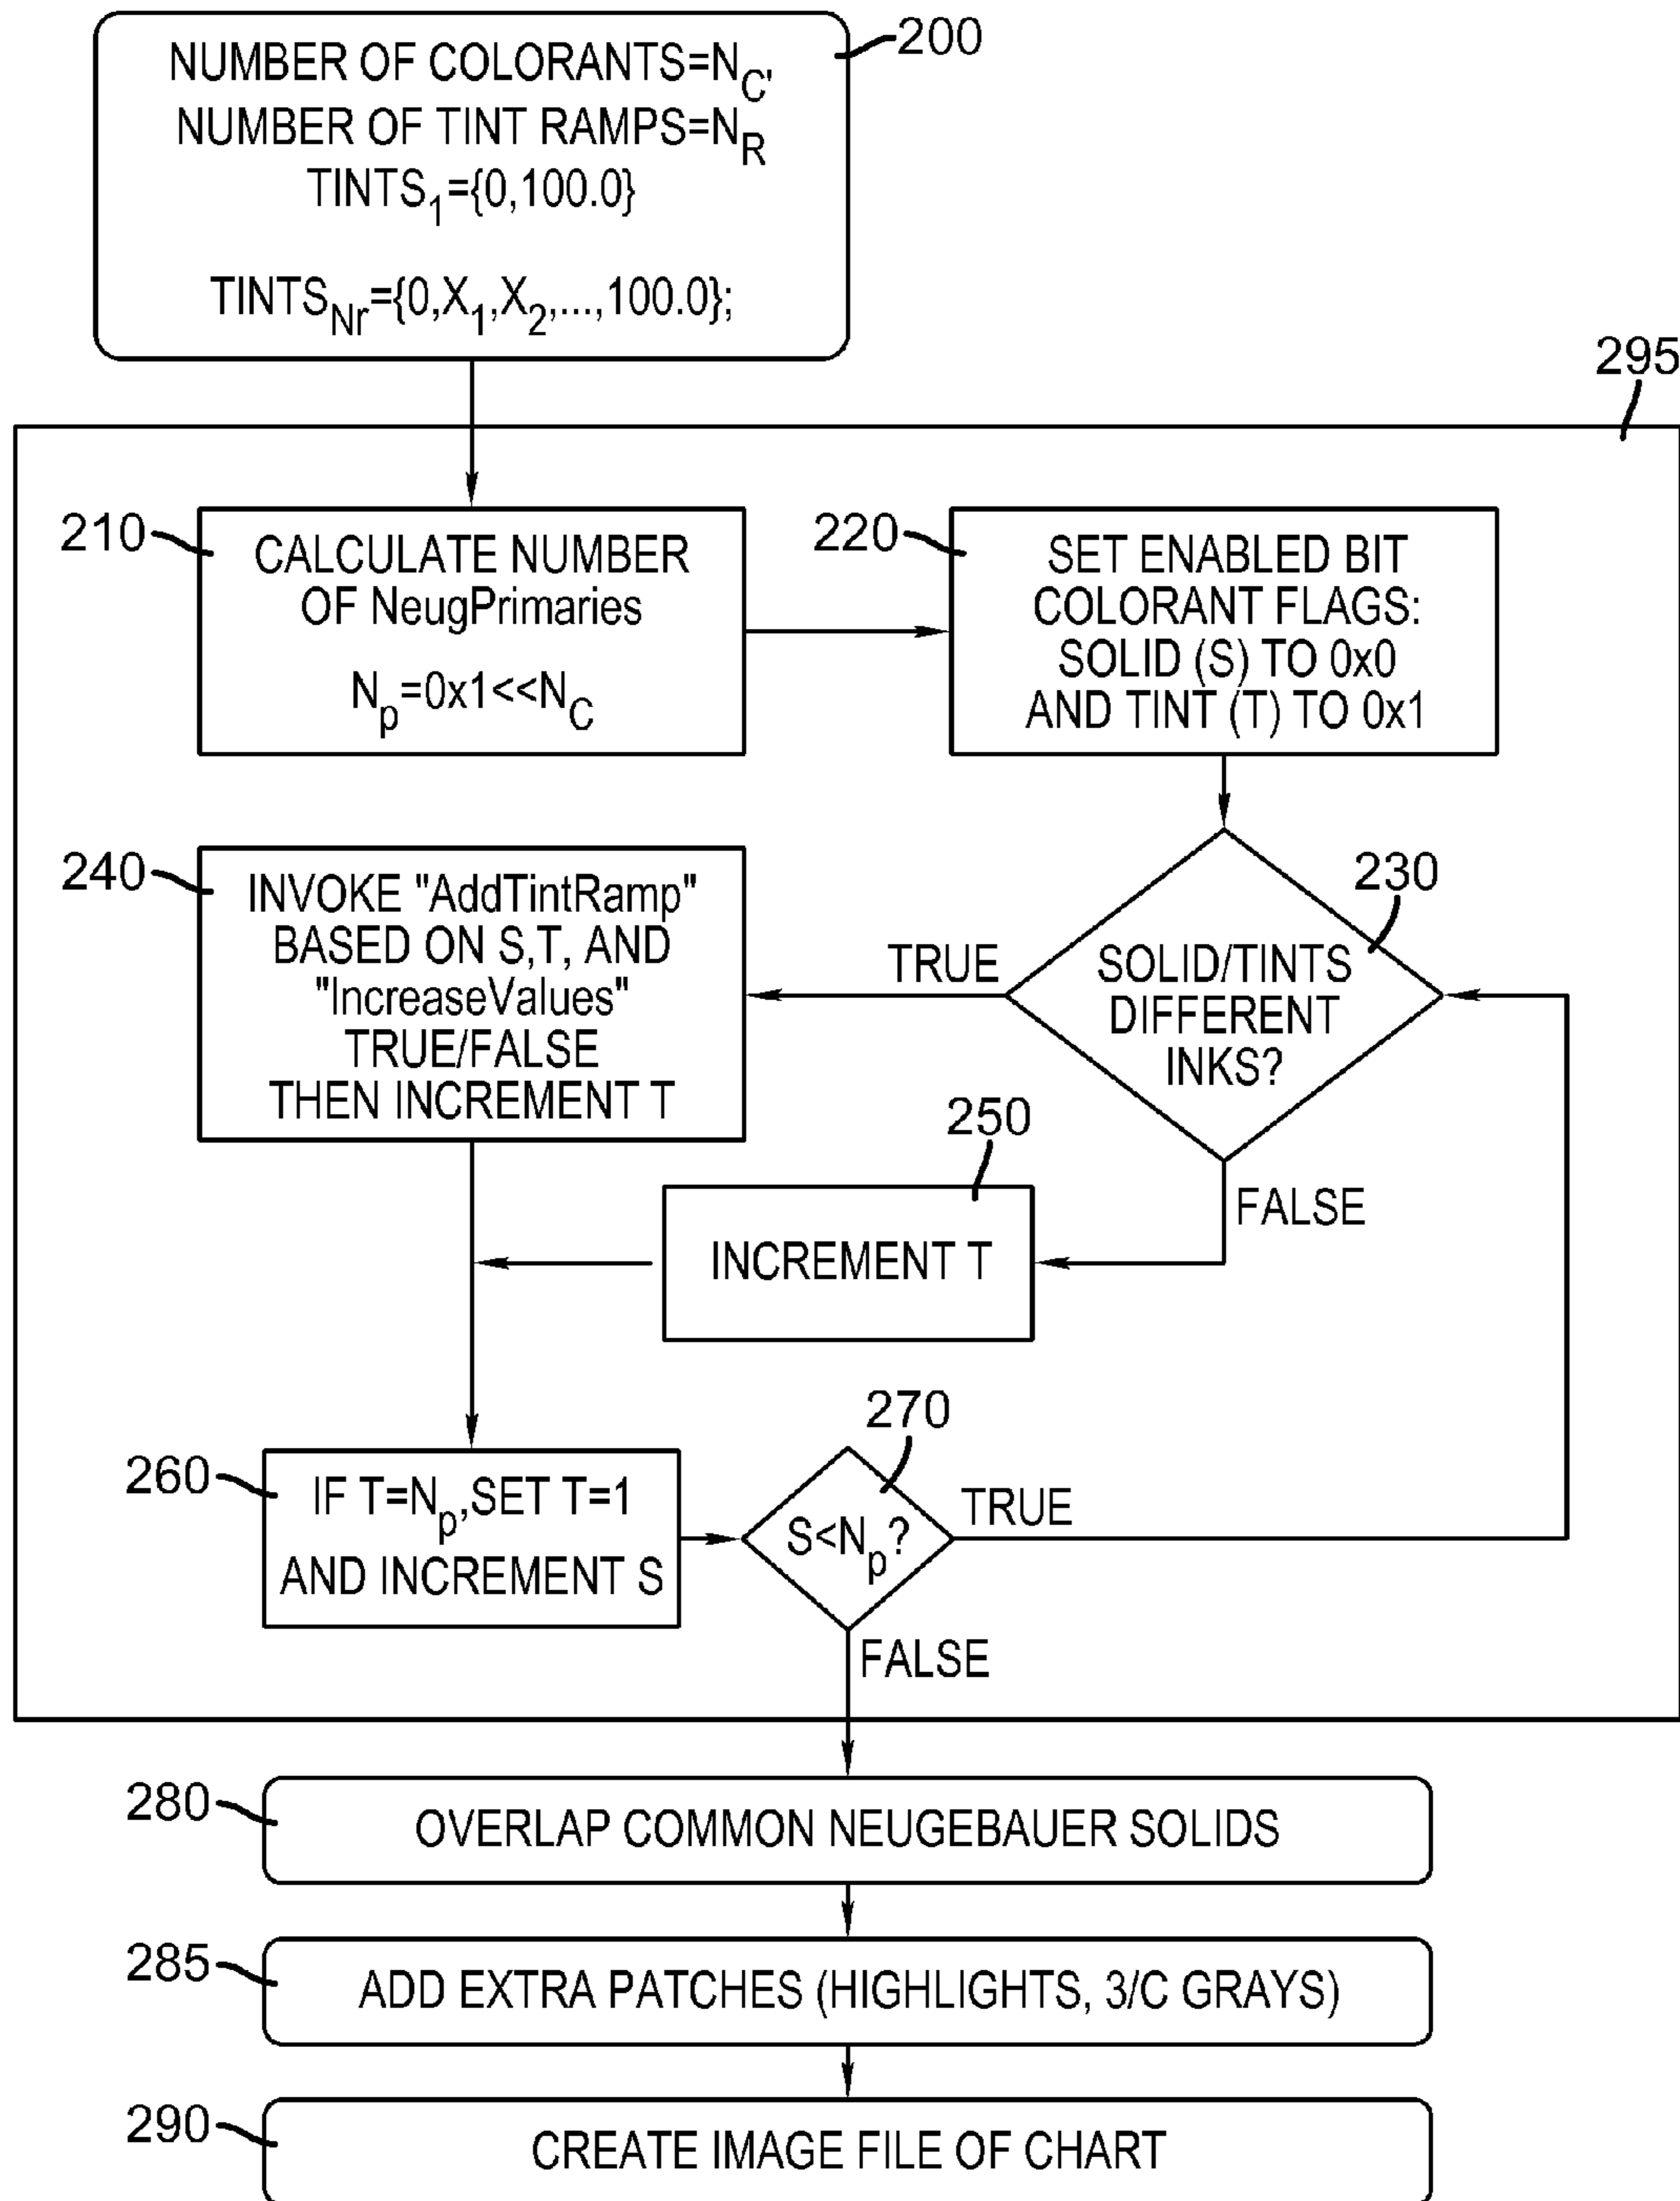 200
NUMBER OF COLORANTS=N_C,
NUMBER OF TINT RAMPS=N_R
TINTS_1={0,100.0}
TINTS_Nr={0,X_1,X_2,...,100.0};
295
210
CALCULATE NUMBER
OF NeugPrimaries
N_p=0x1<<N_C
220
SET ENABLED BIT
COLORANT FLAGS:
SOLID (S) TO 0x0
AND TINT (T) TO 0x1
230
SOLID/TINTS
DIFFERENT
INKS?
TRUE
FALSE
240
INVOKE "AddTintRamp"
BASED ON S,T, AND
"IncreaseValues"
TRUE/FALSE
THEN INCREMENT T
250
INCREMENT T
260
IF T=N_p,SET T=1
AND INCREMENT S
270
S<N_p?
TRUE
FALSE
280
OVERLAP COMMON NEUGEBAUER SOLIDS
285
ADD EXTRA PATCHES (HIGHLIGHTS, 3/C GRAYS)
290
CREATE IMAGE FILE OF CHART